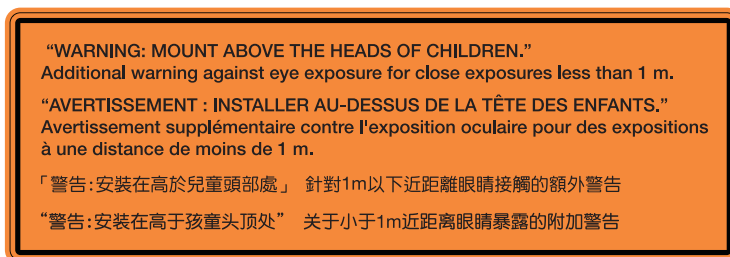 “WARNING: MOUNT ABOVE THE HEADS OF CHILDREN.”
Additional warning against eye exposure for close exposures less than 1 m.
“AVERTISSEMENT : INSTALLER AU-DESSUS DE LA TÊTE DES ENFANTS.”
Avertissement supplémentaire contre l'exposition oculaire pour des expositions
à une distance de moins de 1 m.
「警告:安裝在高於兒童頭部處」 針對1m以下近距離眼睛接觸的額外警告
“警告:安装在高于孩童头顶处” 关于小于1m近距离眼睛暴露的附加警告